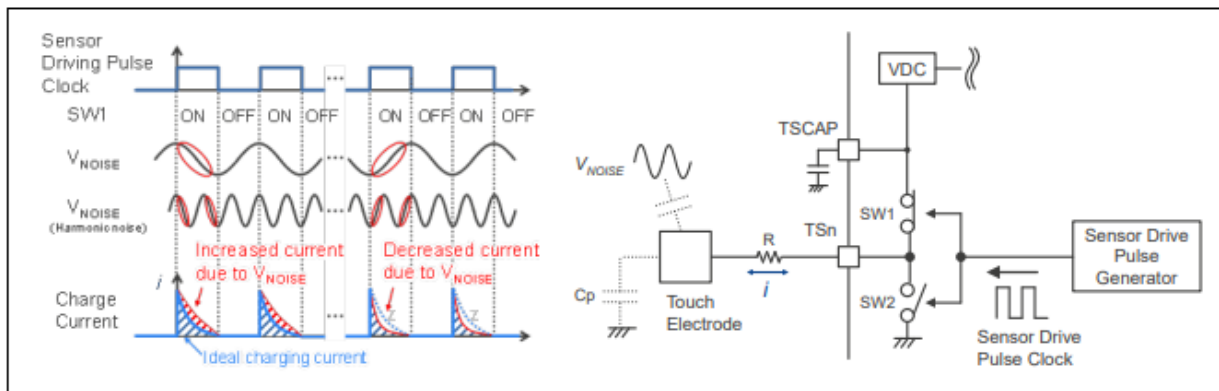 Sensor
Driving Pulse
Clock
...
...
SW1
ON OFF ON OFF
ON OFF ON OFF
VNOISE
...
VNOISE
(Harmonic noise)
...
Increased current
due to VNOISE
Decreased current
due to VNOISE
i
Charge
Current
...
Ideal charging current
VDC
TSCAP
VNOISE
SW1
TSn
R
i
Cp
Touch
Electrode
SW2
Sensor Drive
Pulse
Generator
Sensor Drive
Pulse Clock